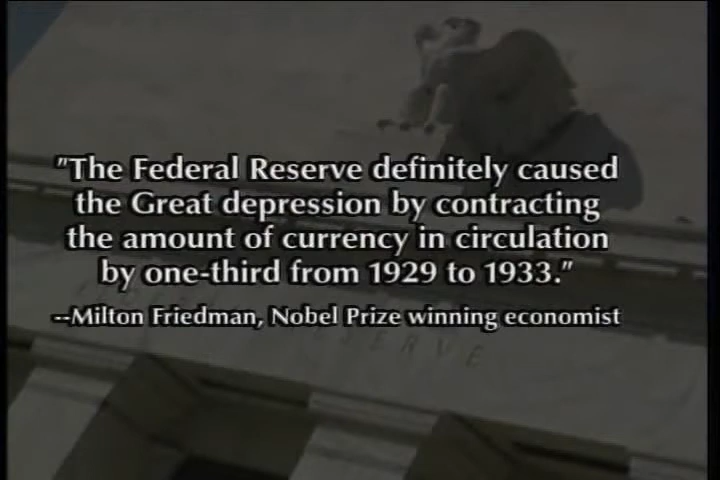 "The Federal Reserve definitely caused
the Great depression by contracting
the amount of currency in circulation
by one-third from 1929 to 1933."
--Milton Friedman, Nobel Prize winning economist
SERVE